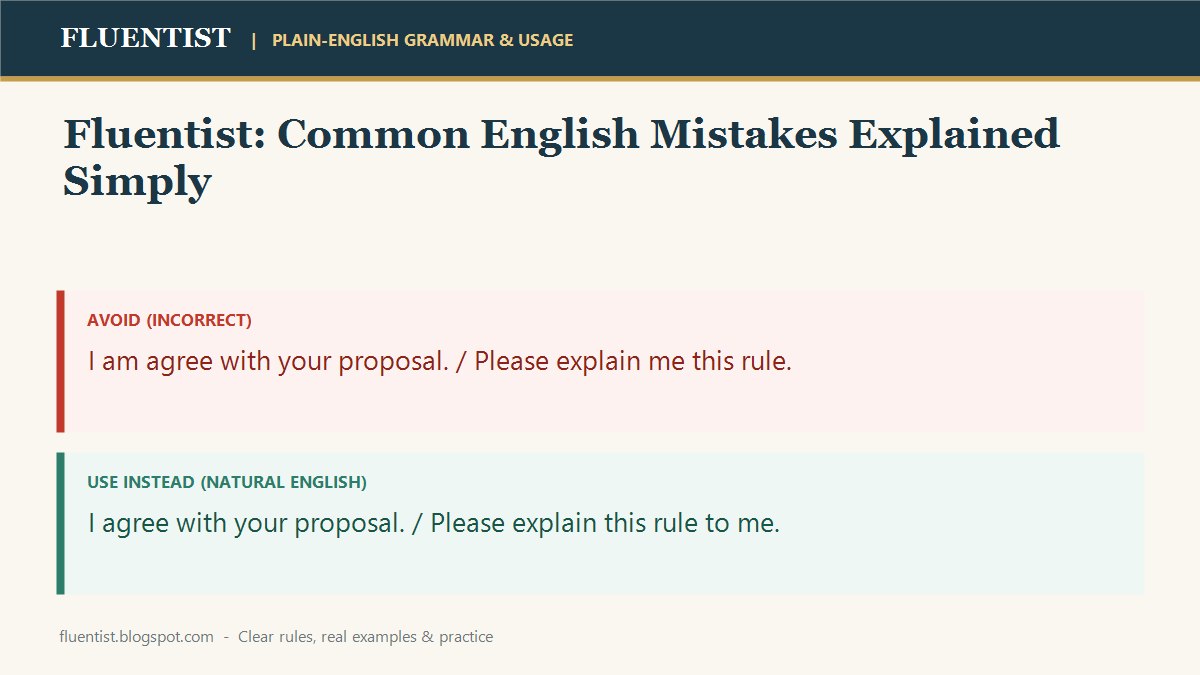 FLUENTIST | PLAIN-ENGLISH GRAMMAR & USAGE
Fluentist: Common English Mistakes Explained
Simply
AVOID (INCORRECT)
I am agree with your proposal. / Please explain me this rule.
USE INSTEAD (NATURAL ENGLISH)
I agree with your proposal. / Please explain this rule to me.
fluentist.blogspot.com - Clear rules, real examples & practice